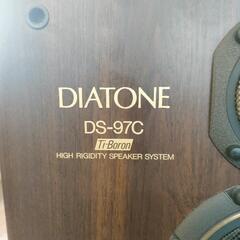 DIATONE
DS-97C
Ti-Boron
HIGH RIGIDITY SPEAKER SYSTEM